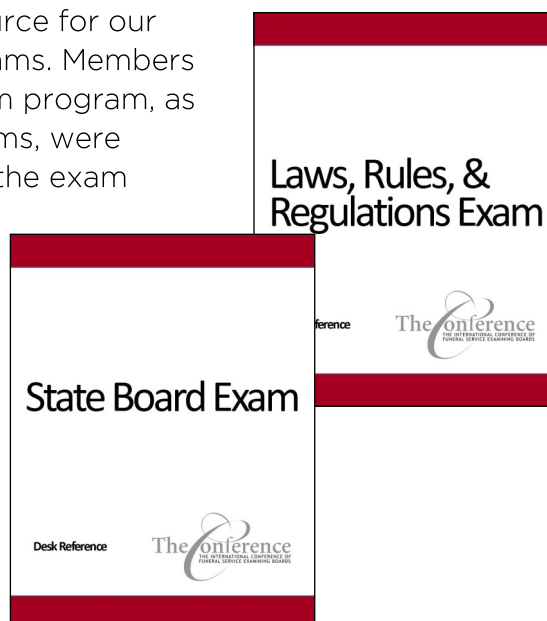 urce for our
ams. Members
program, as
ms, were
the exam
Laws, Rules, &
Regulations Exam
ference
The Conference
THE INTERNATIONAL CONFERENCE OF
FUNERAL SERVICE EXAMINING BOARDS
State Board Exam
Desk Reference
The Conference
THE INTERNATIONAL CONFERENCE OF
FUNERAL SERVICE EXAMINING BOARDS